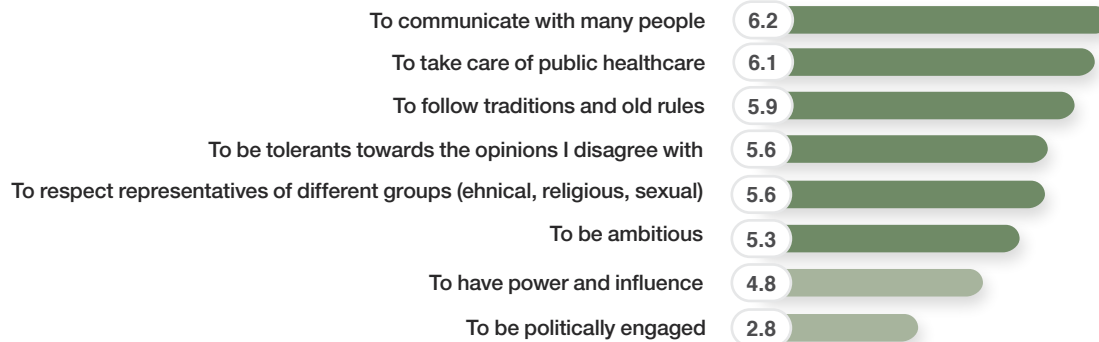 To communicate with many people 6.2
To take care of public healthcare 6.1
To follow traditions and old rules 5.9
To be tolerants towards the opinions I disagree with 5.6
To respect representatives of different groups (ehnical, religious, sexual) 5.6
To be ambitious 5.3
To have power and influence 4.8
To be politically engaged 2.8